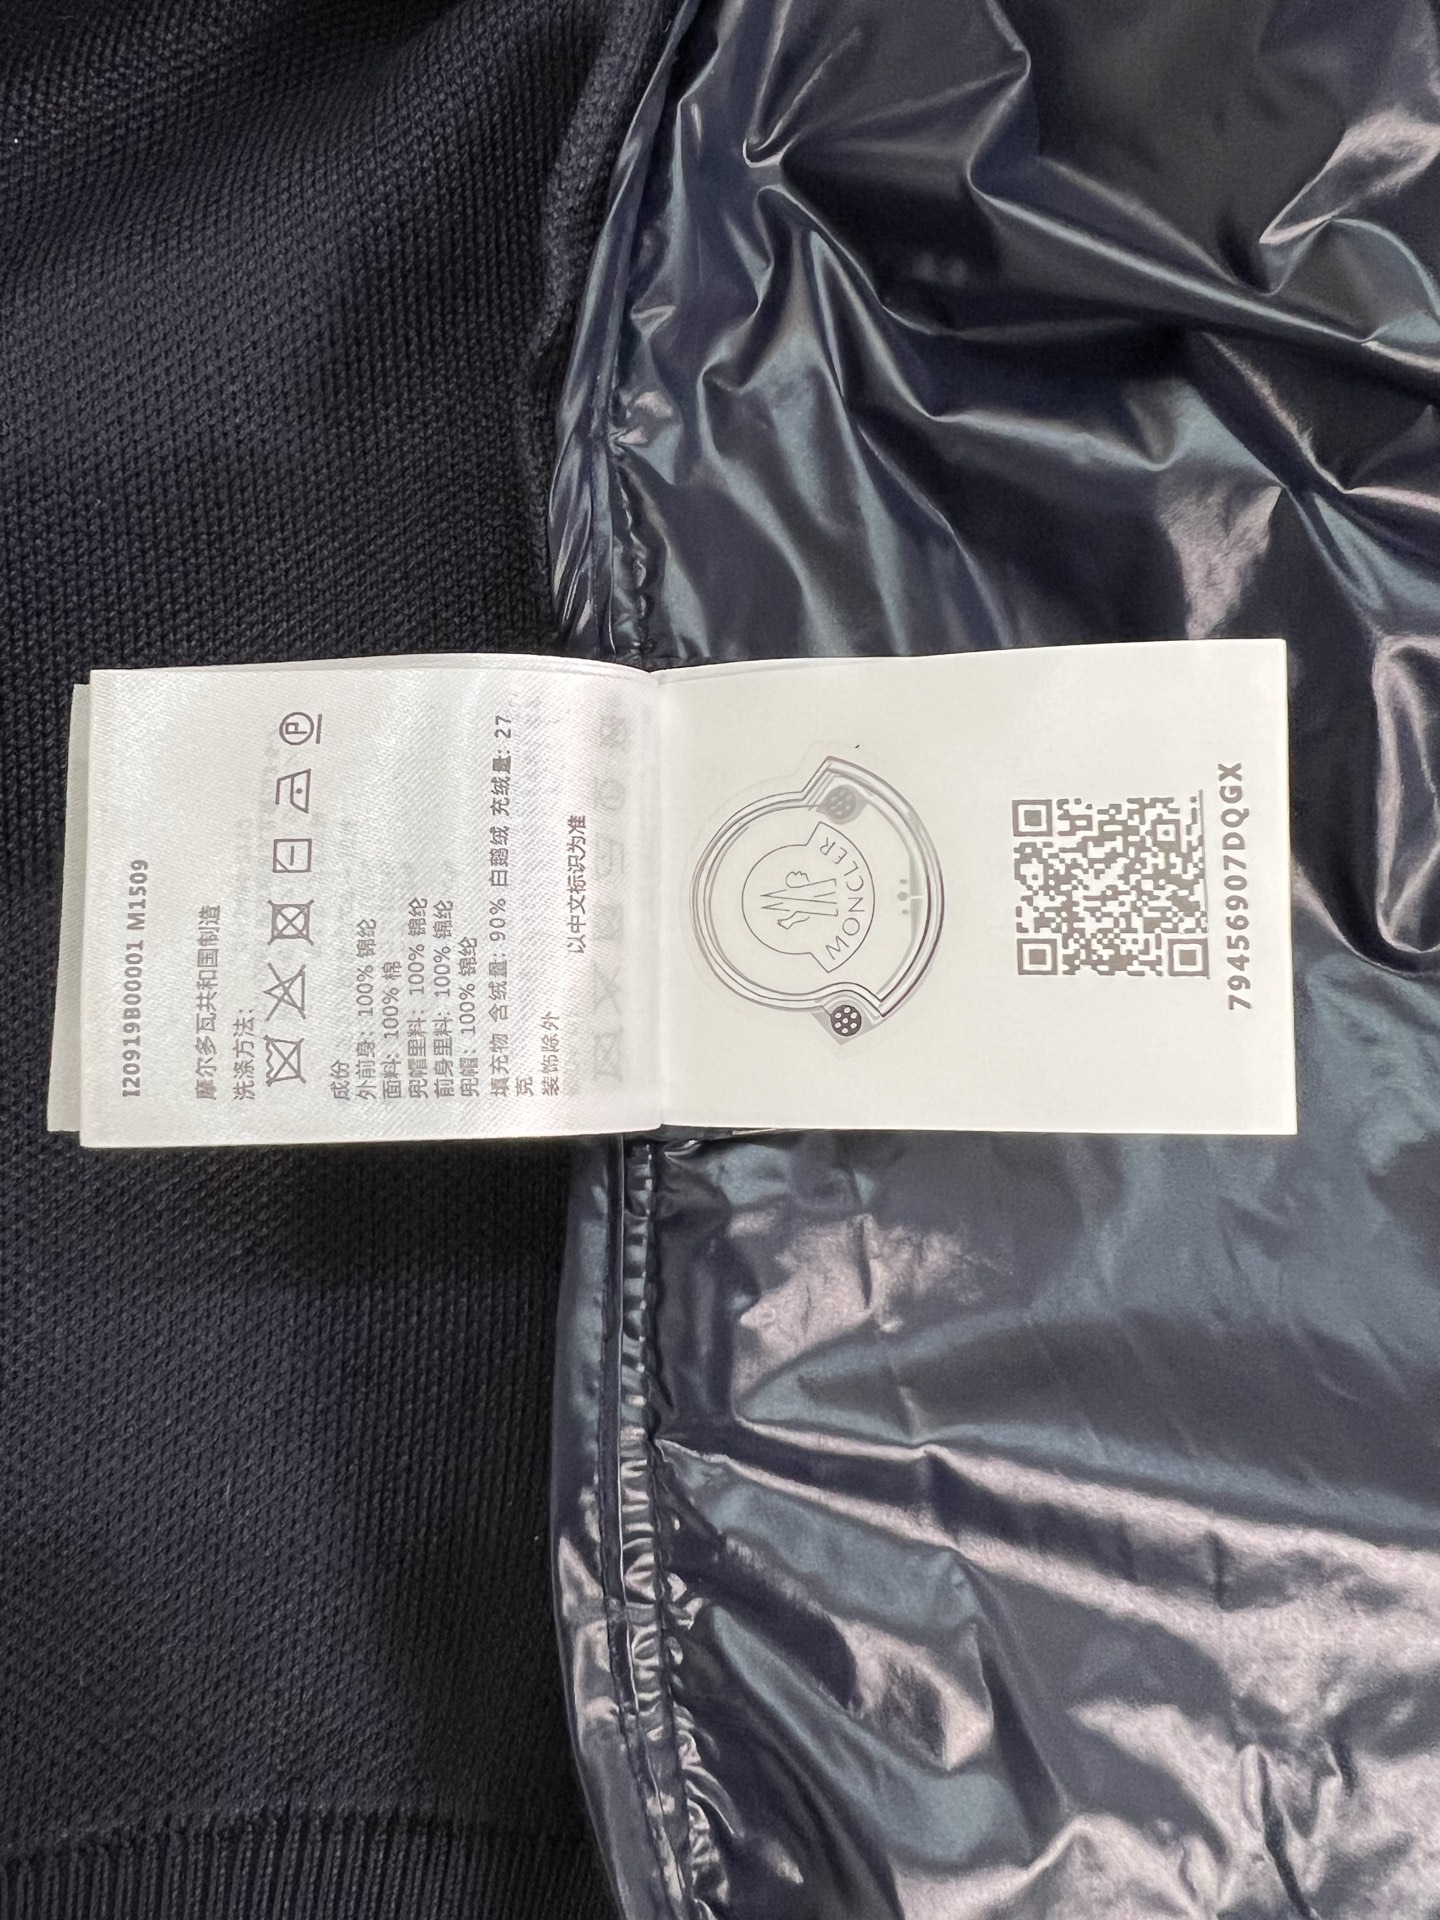 I20919B00001 M1509
摩尔多瓦共和国制造
洗涤方法:
P
成份
外前身: 100% 锦纶
面料: 100% 棉
兜帽里料: 100% 锦纶
前身里料: 100% 锦纶
兜帽: 100% 锦纶
填充物 含绒量: 90% 白鹅绒 充绒量: 27
克
装饰除外
以中文标识为准
MONCLER
79456907DQGX